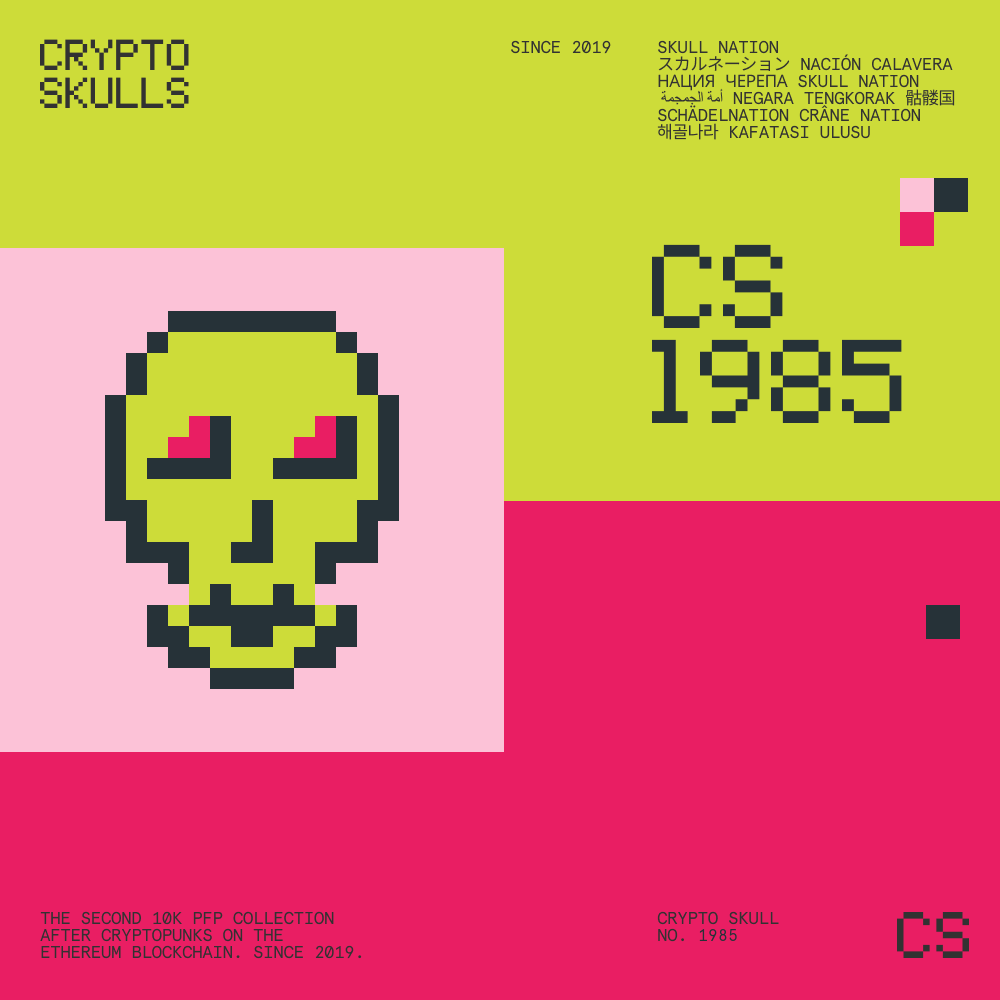 CRYPTO
SKULLS
SINCE 2019
SKULL NATION
スカルネーション NACIÓN CALAVERA
НАЦИЯ ЧЕРЕПА SKULL NATION
أمة الجمجمة NEGARA TENGKORAK 骷髅国
SCHÄDELNATION CRÂNE NATION
해골나라 KAFATASI ULUSU
CS
1985
THE SECOND 10K PFP COLLECTION
AFTER CRYPTOPUNKS ON THE
ETHEREUM BLOCKCHAIN. SINCE 2019.
CRYPTO SKULL
NO. 1985
CS